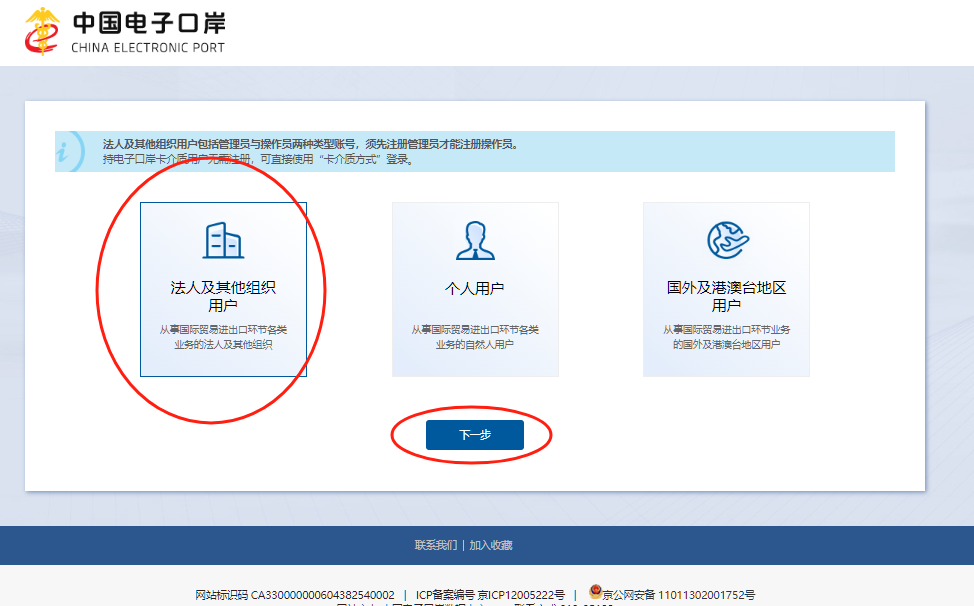 中国电子口岸
CHINA ELECTRONIC PORT
i
法人及其他组织用户包括管理员与操作员两种类型账号，须先注册管理员才能注册操作员。
持电子口岸卡介质用户无需注册，可直接使用“卡介质方式”登录。
法人及其他组织
用户
从事国际贸易进出口环节各类
业务的法人及其他组织
个人用户
从事国际贸易进出口环节各类
业务的自然人用户
国外及港澳台地区
用户
从事国际贸易进出口环节业务
的国外及港澳台地区用户
下一步
联系我们 | 加入收藏
网站标识码 CA330000000604382540002 | ICP备案编号 京ICP12005222号 | 京公网安备 11011302001752号